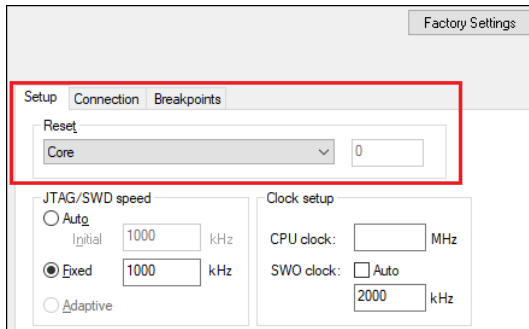 Factory Settings
Setup Connection Breakpoints
Reset
Core 0
JTAG/SWD speed Clock setup
Auto
Initial 1000 kHz CPU clock: MHz
Fixed 1000 kHz SWO clock: Auto
2000 kHz
Adaptive